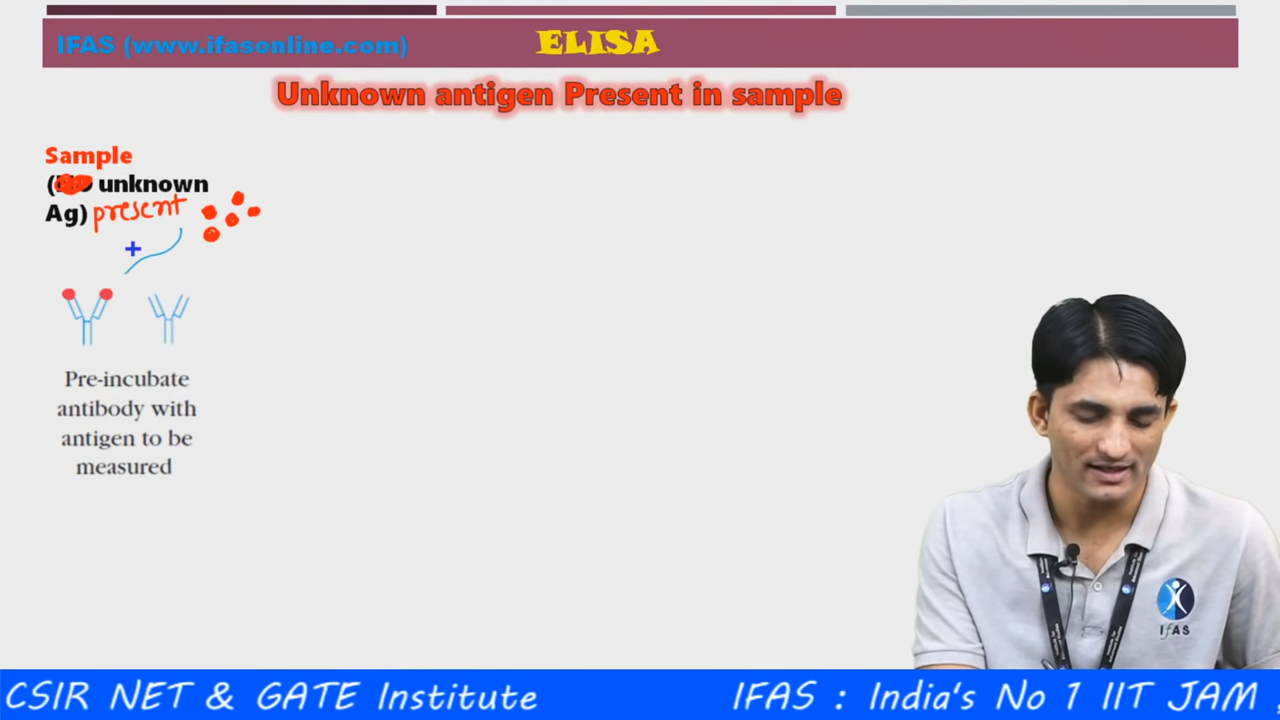 IFAS (www.ifasonline.com)
ELISA
Unknown antigen Present in sample
Sample
( unknown
Ag) present
+
Pre-incubate
antibody with
antigen to be
measured
IfAS
CSIR NET & GATE Institute IFAS : India's No 1 IIT JAM ,